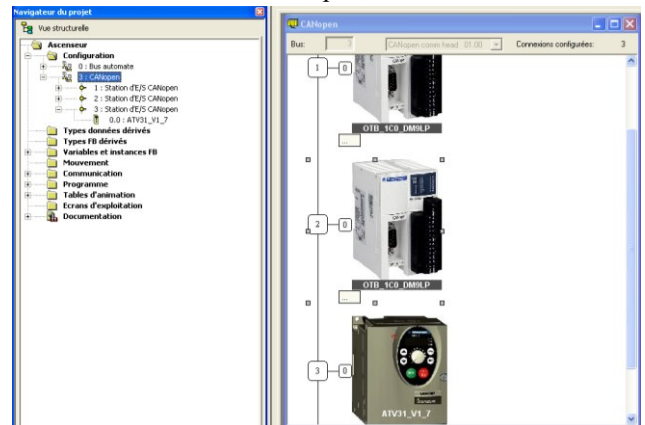 Navigateur du projet
Vue structurelle
Ascenseur
Configuration
0 : Bus automate
3 : CANopen
1 : Station d'E/S CANopen
2 : Station d'E/S CANopen
3 : Station d'E/S CANopen
0.0 : ATV31_V1_7
Types données dérivés
Types FB dérivés
Variables et instances FB
Mouvement
Communication
Programme
Tables d'animation
Ecrans d'exploitation
Documentation
CANopen
Bus: 3 CANopen comm head 01.00 Connexions configurées: 3
1 0
OTB_1C0_DM9LP
...
2 0
OTB_1C0_DM9LP
...
3 0
ATV31_V1_7